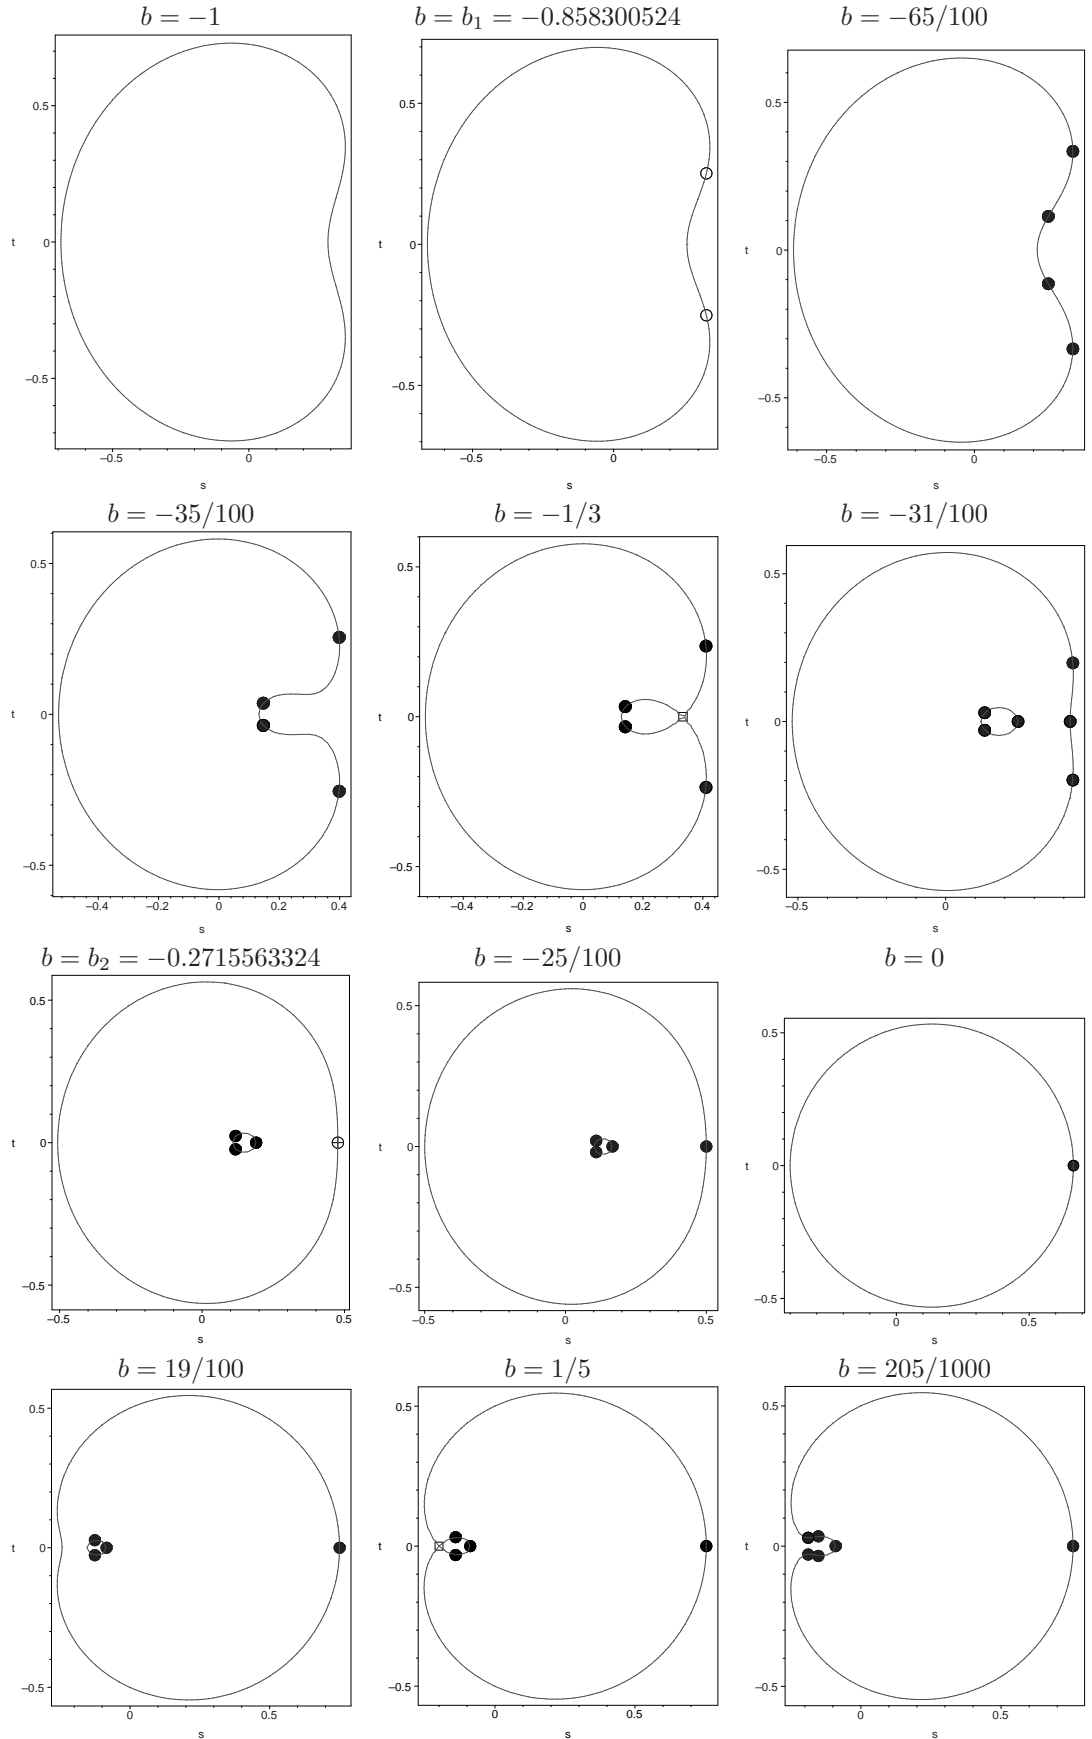 b = −1
b = b₁ = −0.858300524
b = −65/100
0.5
t
0
−0.5
−0.5
0
s
0.5
t
0
−0.5
−0.5
0
s
0.5
t
0
−0.5
−0.5
0
s
b = −35/100
b = −1/3
b = −31/100
0.5
t
0
−0.5
−0.4
−0.2
0
0.2
0.4
s
0.5
t
0
−0.5
−0.4
−0.2
0
0.2
0.4
s
0.5
t
0
−0.5
−0.5
0
s
b = b₂ = −0.2715563324
b = −25/100
b = 0
0.5
t
0
−0.5
−0.5
0
0.5
s
0.5
t
0
−0.5
−0.5
0
0.5
s
0.5
t
0
−0.5
0
0.5
s
b = 19/100
b = 1/5
b = 205/1000
0.5
t
0
−0.5
0
0.5
s
0.5
t
0
−0.5
0
0.5
s
0.5
t
0
−0.5
0
0.5
s